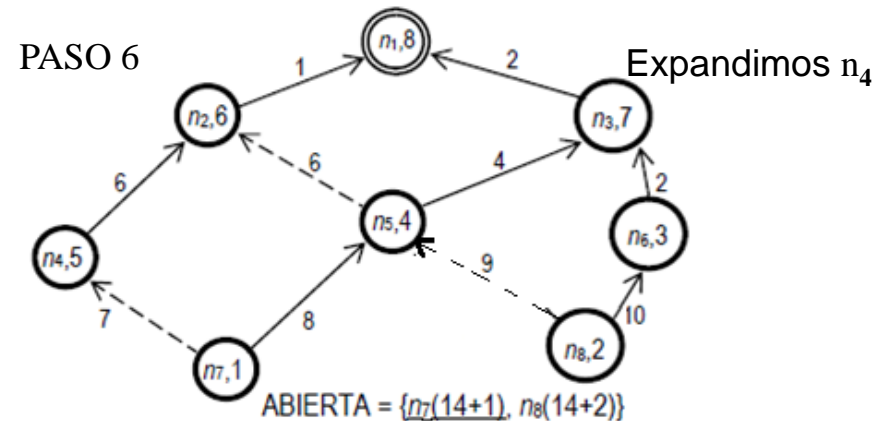 PASO 6
Expandimos n4
n1,8
1
2
n2,6
n3,7
6
6
4
2
n5,4
n6,3
n4,5
9
7
8
10
n8,2
n7,1
ABIERTA = {n7(14+1), n8(14+2)}